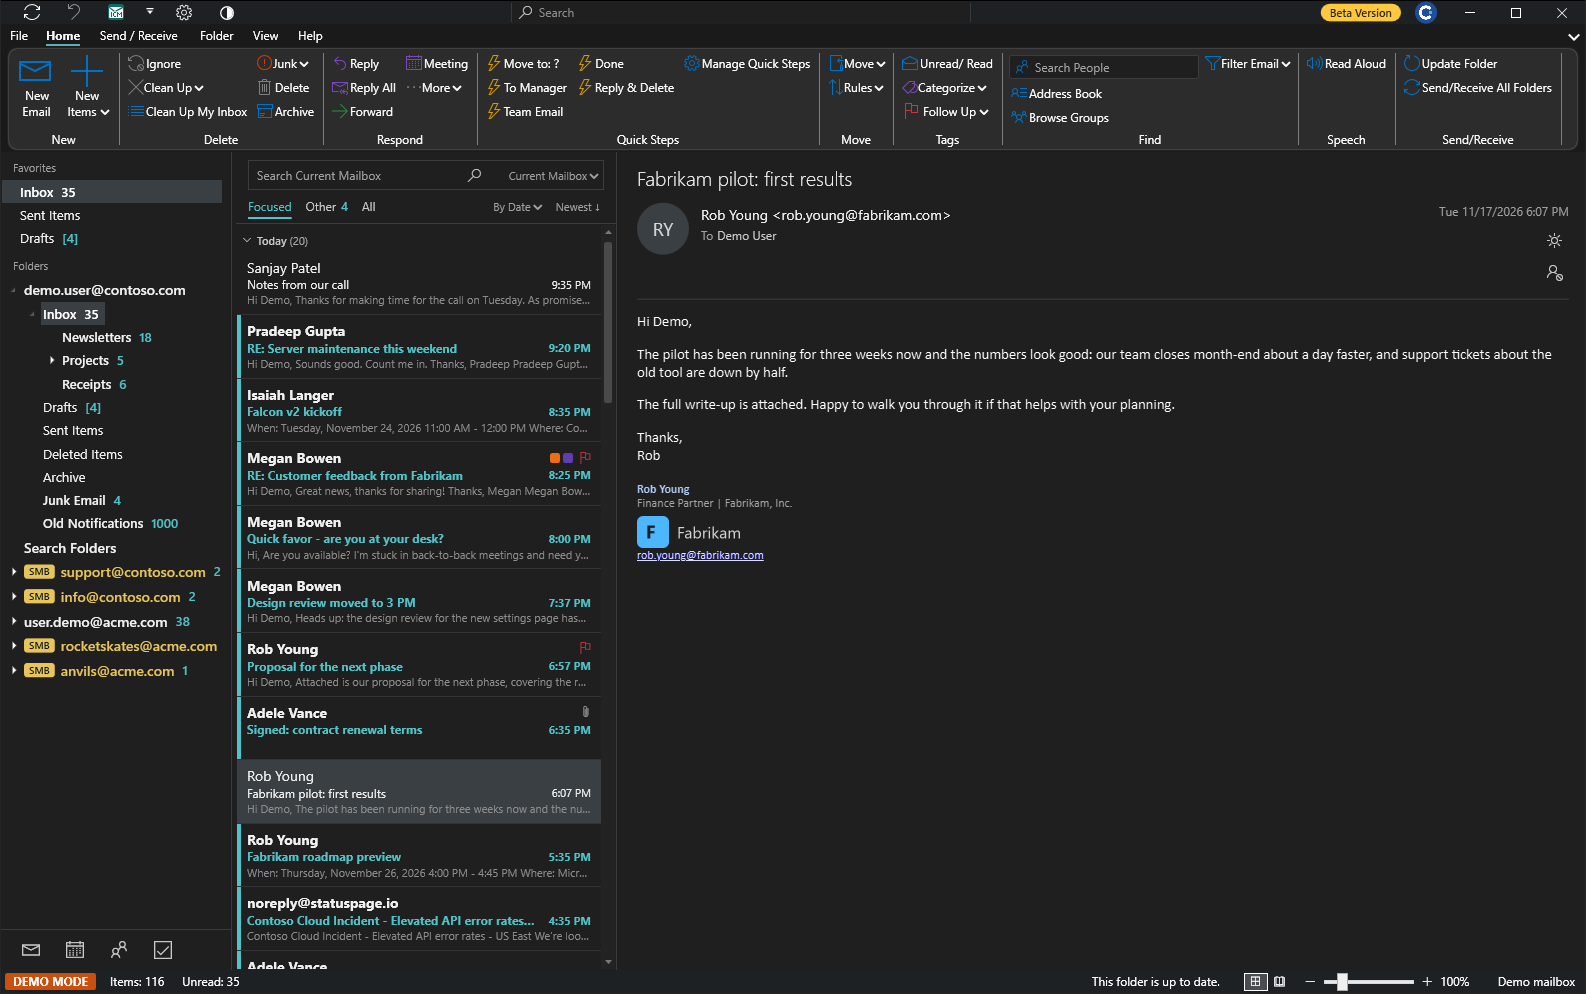 Search
Beta Version
File Home Send / Receive Folder View Help
New Email
New Items
New
Ignore
Clean Up
Clean Up My Inbox
Junk
Delete
Archive
Delete
Reply
Reply All
Forward
Meeting
More
Respond
Move to: ?
To Manager
Team Email
Done
Reply & Delete
Manage Quick Steps
Quick Steps
Move
Rules
Move
Unread/ Read
Categorize
Follow Up
Tags
Search People
Address Book
Browse Groups
Filter Email
Find
Read Aloud
Speech
Update Folder
Send/Receive All Folders
Send/Receive
Favorites
Inbox 35
Sent Items
Drafts [4]
Folders
demo.user@contoso.com
Inbox 35
Newsletters 18
Projects 5
Receipts 6
Drafts [4]
Sent Items
Deleted Items
Archive
Junk Email 4
Old Notifications 1000
Search Folders
SMB support@contoso.com 2
SMB info@contoso.com 2
user.demo@acme.com 38
SMB rocketskates@acme.com
SMB anvils@acme.com 1
Search Current Mailbox Current Mailbox
Focused Other 4 All By Date Newest ↓
Today (20)
Sanjay Patel
Notes from our call 9:35 PM
Hi Demo, Thanks for making time for the call on Tuesday. As promise...
Pradeep Gupta
RE: Server maintenance this weekend 9:20 PM
Hi Demo, Sounds good. Count me in. Thanks, Pradeep Pradeep Gupt...
Isaiah Langer
Falcon v2 kickoff 8:35 PM
When: Tuesday, November 24, 2026 11:00 AM - 12:00 PM Where: Co...
Megan Bowen
RE: Customer feedback from Fabrikam 8:25 PM
Hi Demo, Great news, thanks for sharing! Thanks, Megan Megan Bow...
Megan Bowen
Quick favor - are you at your desk? 8:00 PM
Hi, Are you available? I'm stuck in back-to-back meetings and need y...
Megan Bowen
Design review moved to 3 PM 7:37 PM
Hi Demo, Heads up: the design review for the new settings page has...
Rob Young
Proposal for the next phase 6:57 PM
Hi Demo, Attached is our proposal for the next phase, covering the r...
Adele Vance
Signed: contract renewal terms 6:35 PM
Rob Young
Fabrikam pilot: first results 6:07 PM
Hi Demo, The pilot has been running for three weeks now and the nu...
Rob Young
Fabrikam roadmap preview 5:35 PM
When: Thursday, November 26, 2026 4:00 PM - 4:45 PM Where: Micr...
noreply@statuspage.io
Contoso Cloud Incident - Elevated API error rates... 4:35 PM
Contoso Cloud Incident - Elevated API error rates - US East We're loo...
Adele Vance
Fabrikam pilot: first results
RY
Rob Young <rob.young@fabrikam.com>
To Demo User
Tue 11/17/2026 6:07 PM
Hi Demo,
The pilot has been running for three weeks now and the numbers look good: our team closes month-end about a day faster, and support tickets about the
old tool are down by half.
The full write-up is attached. Happy to walk you through it if that helps with your planning.
Thanks,
Rob
Rob Young
Finance Partner | Fabrikam, Inc.
F Fabrikam
rob.young@fabrikam.com
DEMO MODE Items: 116 Unread: 35 This folder is up to date. 100% Demo mailbox